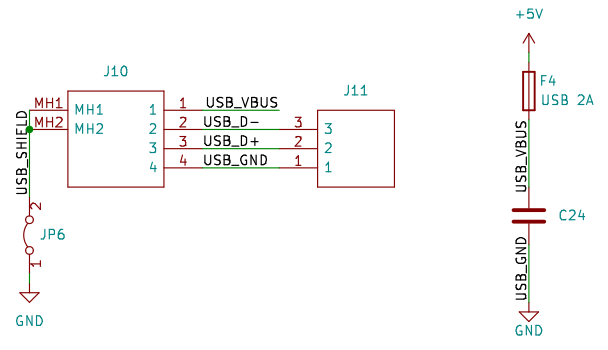 +5V
J10
F4
USB 2A
J11
MH1 MH1 1 1 USB_VBUS
MH2 MH2 2 2 USB_D- 3 3
3 3 USB_D+ 2 2
4 4 USB_GND 1 1
USB_SHIELD
USB_VBUS
2
JP6
1
C24
USB_GND
GND
GND